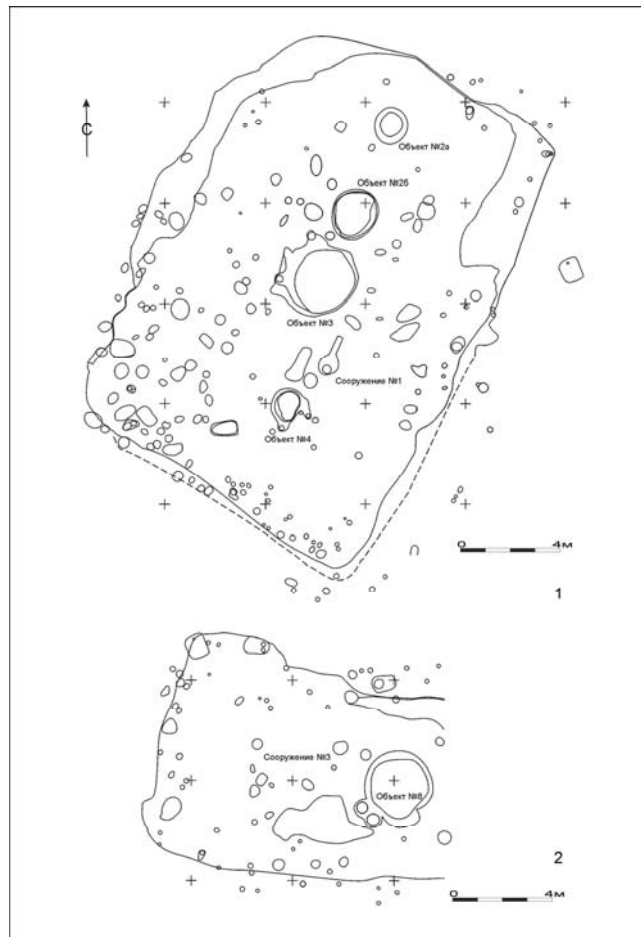 С
Объект №2а
Объект №2б
Объект №3
Сооружение №1
Объект №4
0 4м
1
Сооружение №3
Объект №8
2
0 4м